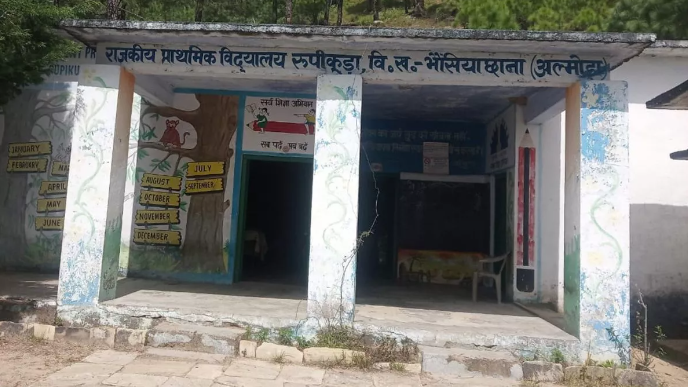 राजकीय प्राथमिक विद्यालय रुपीकुड़ा, वि.ख.-भैंसियाछाना (अल्मोड़ा)
सर्व शिक्षा अभियान
सब पढ़ें सब बढ़ें
JANUARY
FEBRUARY
APRIL
MAY
JUNE
JULY
AUGUST
SEPTEMBER
OCTOBER
NOVEMBER
DECEMBER